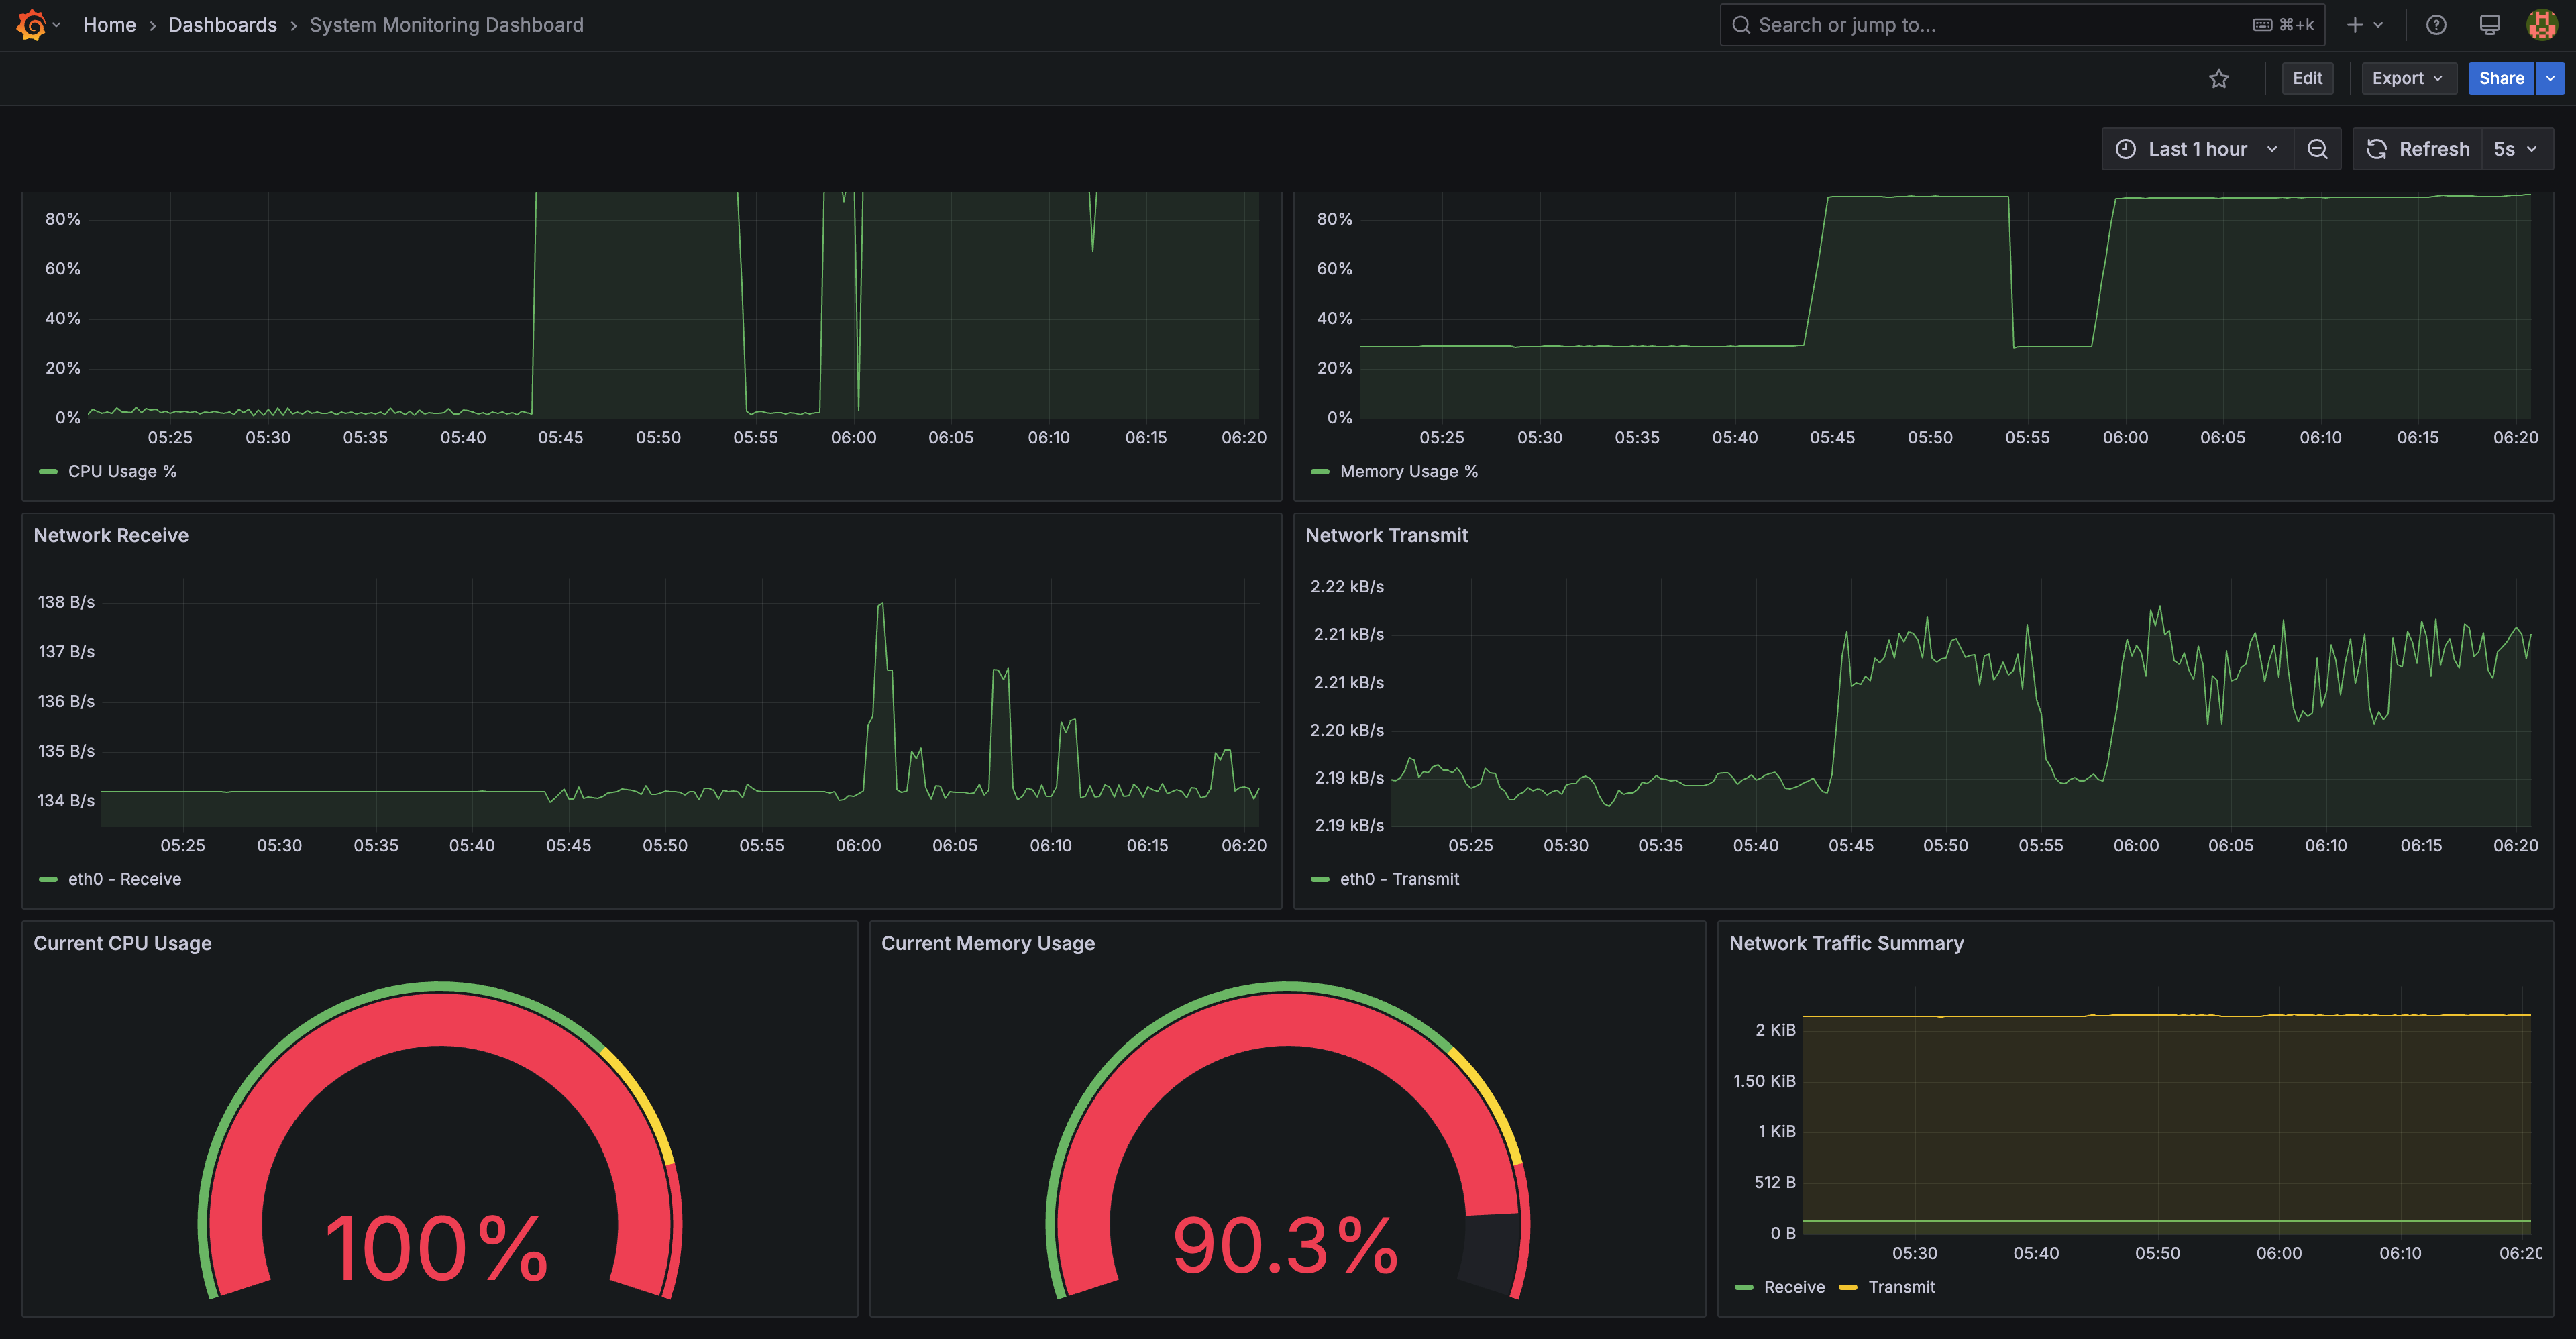 Home › Dashboards › System Monitoring Dashboard
Search or jump to...
⌘+k
Edit
Export
Share
Last 1 hour
Refresh
5s
80%
60%
40%
20%
0%
05:25 05:30 05:35 05:40 05:45 05:50 05:55 06:00 06:05 06:10 06:15 06:20
CPU Usage %
80%
60%
40%
20%
0%
05:25 05:30 05:35 05:40 05:45 05:50 05:55 06:00 06:05 06:10 06:15 06:20
Memory Usage %
Network Receive
138 B/s
137 B/s
136 B/s
135 B/s
134 B/s
05:25 05:30 05:35 05:40 05:45 05:50 05:55 06:00 06:05 06:10 06:15 06:20
eth0 - Receive
Network Transmit
2.22 kB/s
2.21 kB/s
2.21 kB/s
2.20 kB/s
2.19 kB/s
2.19 kB/s
05:25 05:30 05:35 05:40 05:45 05:50 05:55 06:00 06:05 06:10 06:15 06:20
eth0 - Transmit
Current CPU Usage
100%
Current Memory Usage
90.3%
Network Traffic Summary
2 KiB
1.50 KiB
1 KiB
512 B
0 B
05:30 05:40 05:50 06:00 06:10 06:20
Receive Transmit